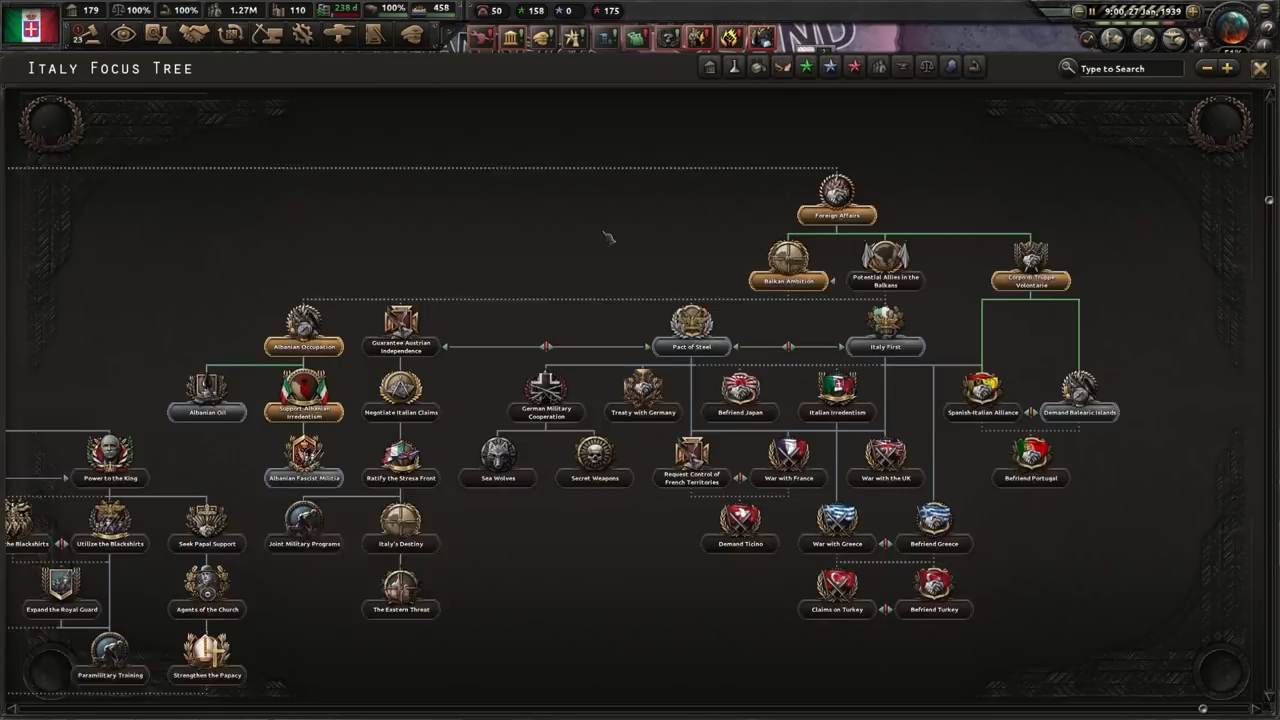 179 100% 100% 1.27M 110 238 d 100% 458 50 158 0 175 9:00, 27 Jan, 1939
23
51%
Italy Focus Tree
Type to Search
Foreign Affairs
Balkan Ambition
Potential Allies in the
Balkans
Corpo di Truppe
Volontarie
Albanian Occupation
Guarantee Austrian
Independence
Pact of Steel
Italy First
Albanian Oil
Support Albanian
Irredentism
Negotiate Italian Claims
German Military
Cooperation
Treaty with Germany
Befriend Japan
Italian Irredentism
Spanish-Italian Alliance
Demand Balearic Islands
Power to the King
Albanian Fascist Militia
Ratify the Stresa Front
Sea Wolves
Secret Weapons
Request Control of
French Territories
War with France
War with the UK
Befriend Portugal
the Blackshirts
Utilize the Blackshirts
Seek Papal Support
Joint Military Programs
Italy's Destiny
Demand Ticino
War with Greece
Befriend Greece
Expand the Royal Guard
Agents of the Church
The Eastern Threat
Claims on Turkey
Befriend Turkey
Paramilitary Training
Strengthen the Papacy